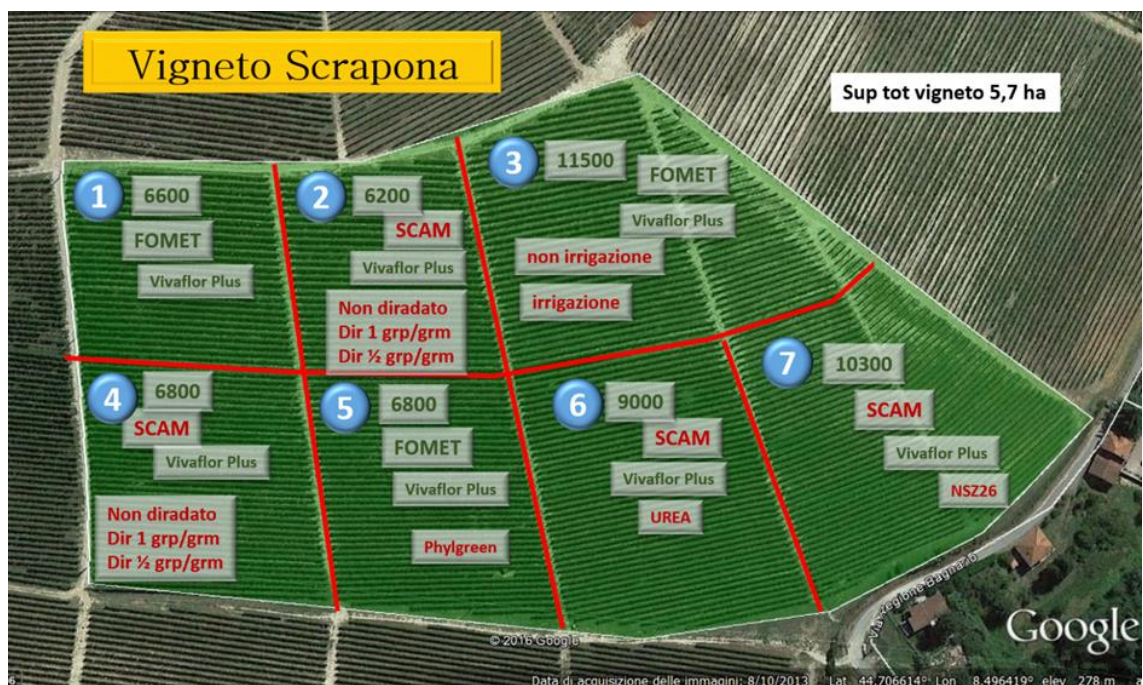 Vigneto Scrapona
Sup tot vigneto 5,7 ha
1
6600
FOMET
Vivaflor Plus
2
6200
SCAM
Vivaflor Plus
Non diradato
Dir 1 grp/grm
Dir ½ grp/grm
3
11500
FOMET
Vivaflor Plus
non irrigazione
irrigazione
4
6800
SCAM
Vivaflor Plus
Non diradato
Dir 1 grp/grm
Dir ½ grp/grm
5
6800
FOMET
Vivaflor Plus
Phylgreen
6
9000
SCAM
Vivaflor Plus
UREA
7
10300
SCAM
Vivaflor Plus
NSZ26
© 2016 Google
Google
Data di acquisizione delle immagini: 8/10/2013 Lat 44.706614° Lon 8.496419° elev 278 m